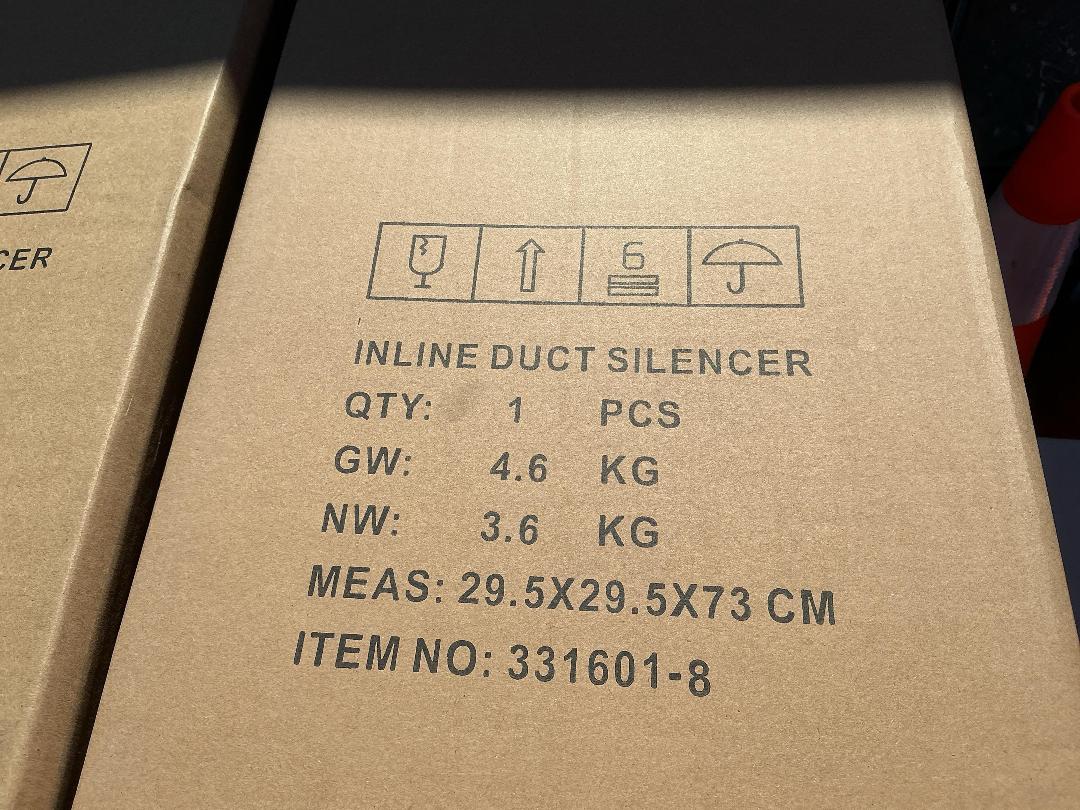 CER
6
INLINE DUCT SILENCER
QTY: 1 PCS
GW: 4.6 KG
NW: 3.6 KG
MEAS: 29.5X29.5X73 CM
ITEM NO: 331601-8